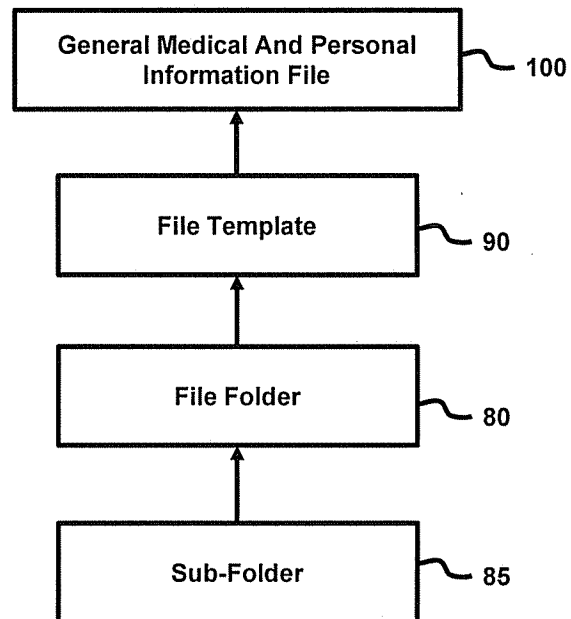 General Medical And Personal
Information File
100
File Template
90
File Folder
80
Sub-Folder
85